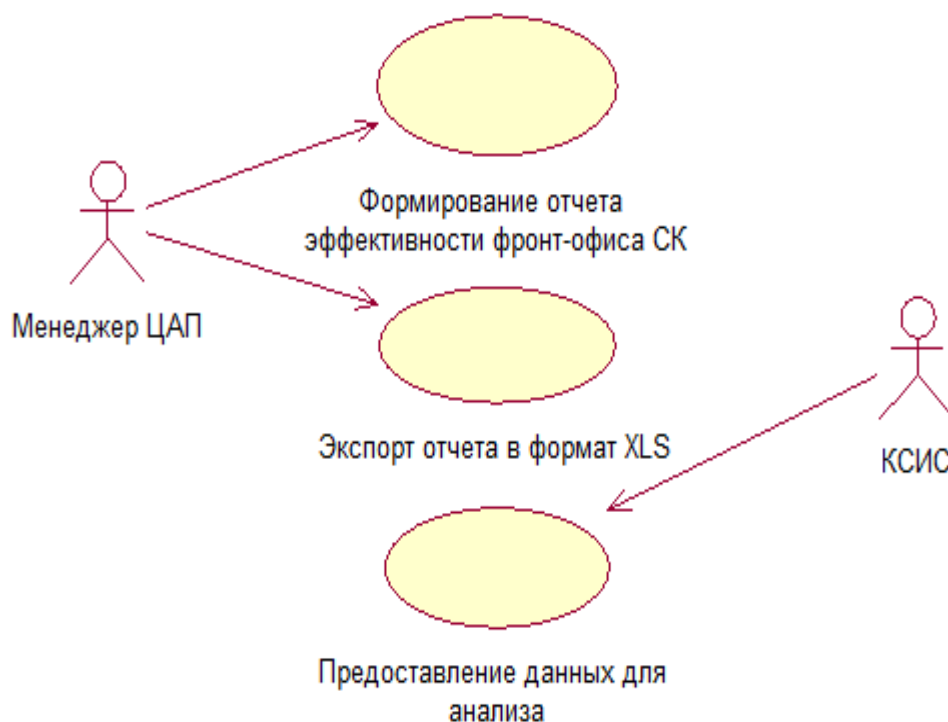 Формирование отчета
эффективности фронт-офиса СК
Менеджер ЦАП
Экспорт отчета в формат XLS
КСИС
Предоставление данных для
анализа